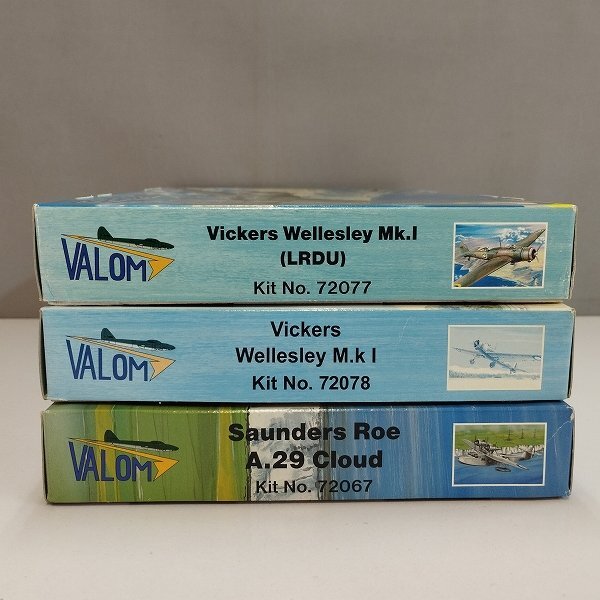 VALOM
Vickers Wellesley Mk.I
(LRDU)
Kit No. 72077
VALOM
Vickers
Wellesley M.k I
Kit No. 72078
VALOM
Saunders Roe
A.29 Cloud
Kit No. 72067